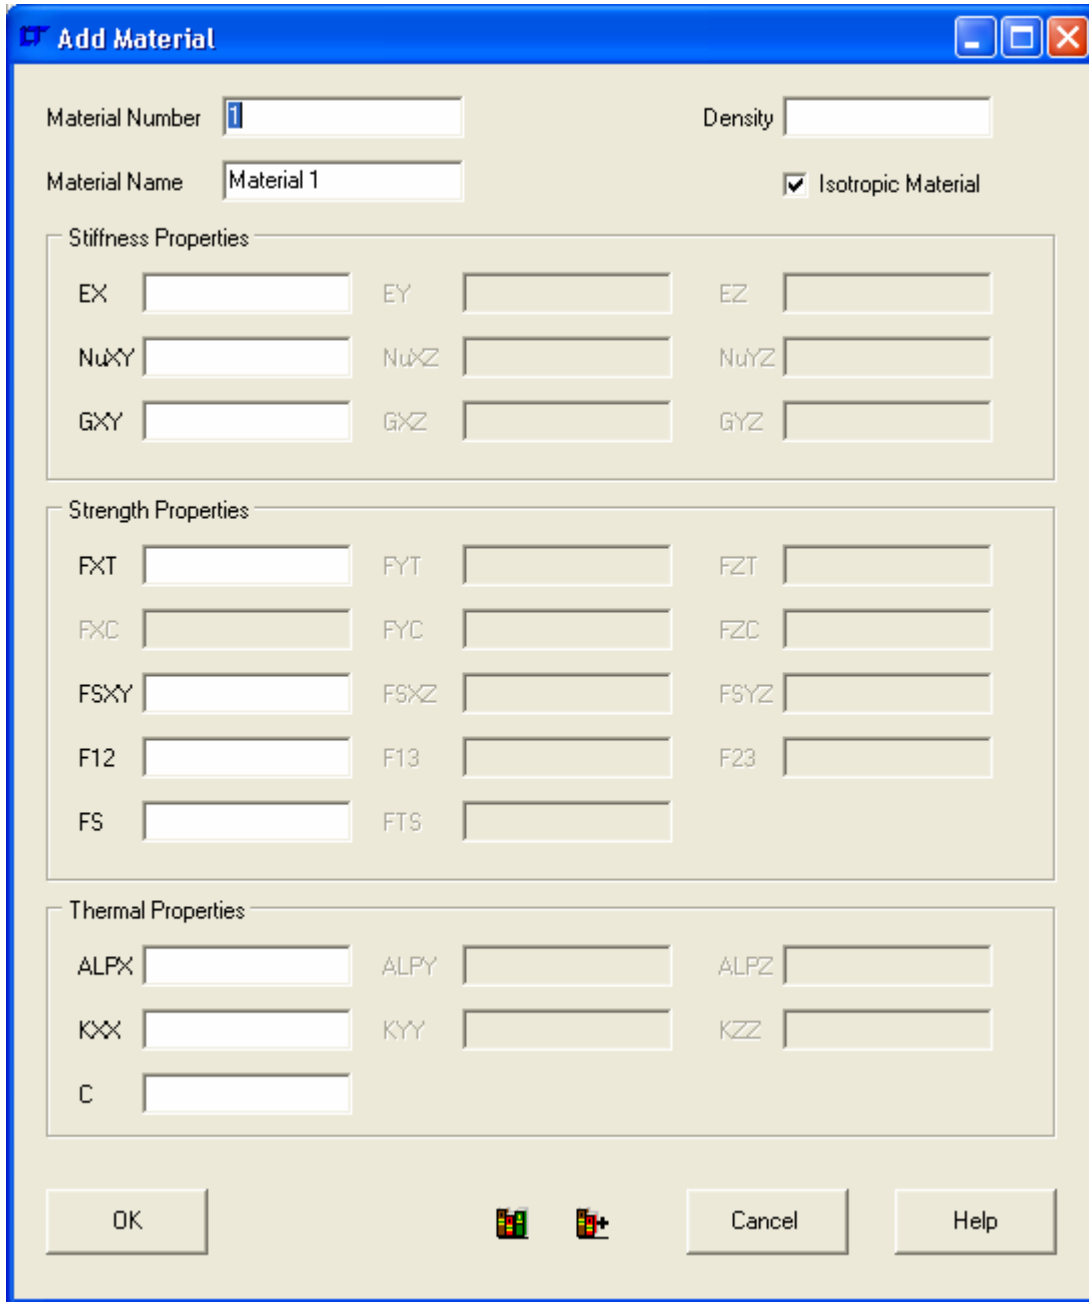 Add Material
Material Number 1 Density
Material Name Material 1 Isotropic Material
Stiffness Properties
EX EY EZ
NuXY NuXZ NuYZ
GXY GXZ GYZ
Strength Properties
FXT FYT FZT
FXC FYC FZC
FSXY FSXZ FSYZ
F12 F13 F23
FS FTS
Thermal Properties
ALPX ALPY ALPZ
KXX KYY KZZ
C
OK Cancel Help